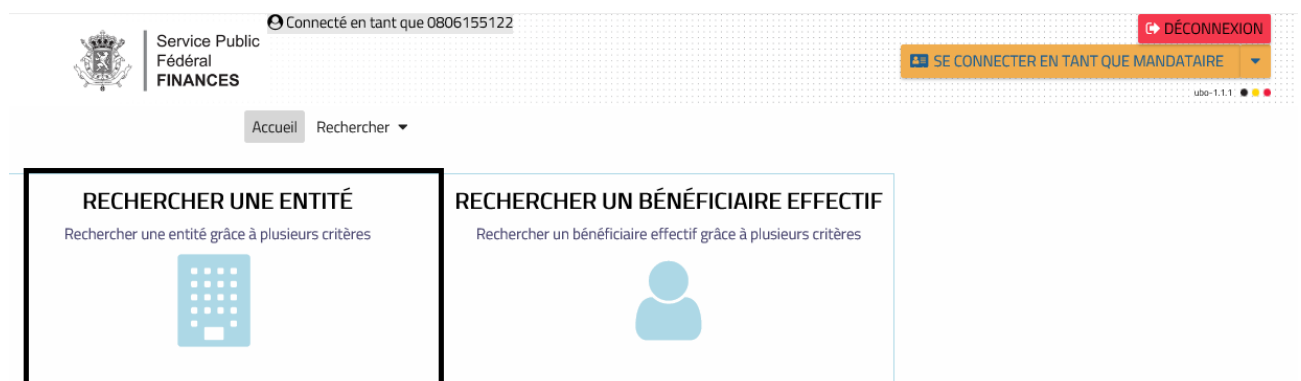 Connecté en tant que 0806155122
Service Public
Fédéral
FINANCES
DÉCONNEXION
SE CONNECTER EN TANT QUE MANDATAIRE
ubo-1.1.1
Accueil Rechercher
RECHERCHER UNE ENTITÉ
Rechercher une entité grâce à plusieurs critères
RECHERCHER UN BÉNÉFICIAIRE EFFECTIF
Rechercher un bénéficiaire effectif grâce à plusieurs critères